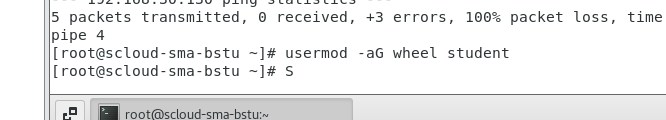 --- 192.168.50.150 ping statistics ---
5 packets transmitted, 0 received, +3 errors, 100% packet loss, time
pipe 4
[root@scloud-sma-bstu ~]# usermod -aG wheel student
[root@scloud-sma-bstu ~]# S
root@scloud-sma-bstu:~